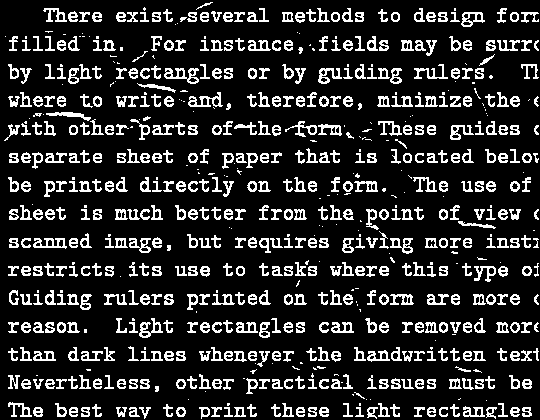 There exist several methods to design
filled in. For instance, fields may be
by light rectangles or by guiding rulers.
where to write and, therefore, minimize the
with other parts of the form. These guides
separate sheet of paper that is located
be printed directly on the form. The use of
sheet is much better from the point of view
scanned image, but requires giving more
restricts its use to tasks where this type of
Guiding rulers printed on the form are more
reason. Light rectangles can be removed more
than dark lines whenever the handwritten text
Nevertheless, other practical issues must be
The best way to print these light rectangles